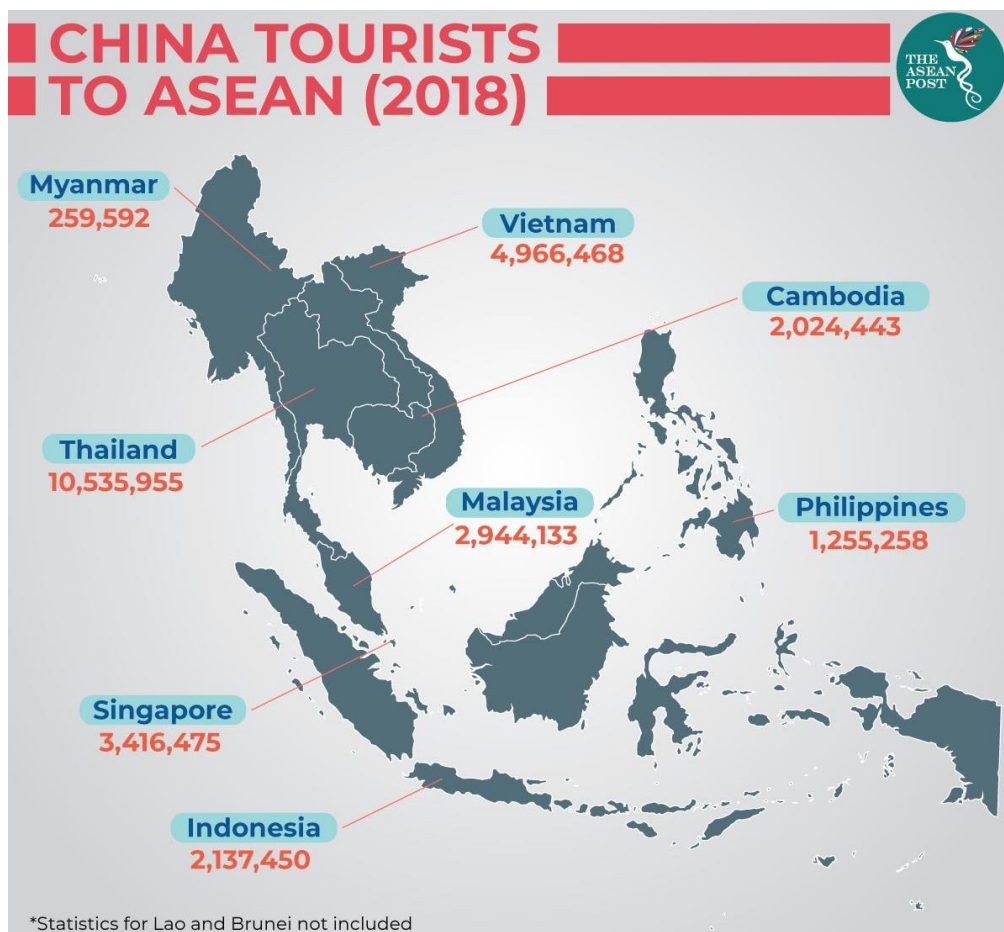 CHINA TOURISTS
TO ASEAN (2018)
THE
ASEAN
POST
Myanmar
259,592
Vietnam
4,966,468
Cambodia
2,024,443
Thailand
10,535,955
Malaysia
2,944,133
Philippines
1,255,258
Singapore
3,416,475
Indonesia
2,137,450
*Statistics for Lao and Brunei not included